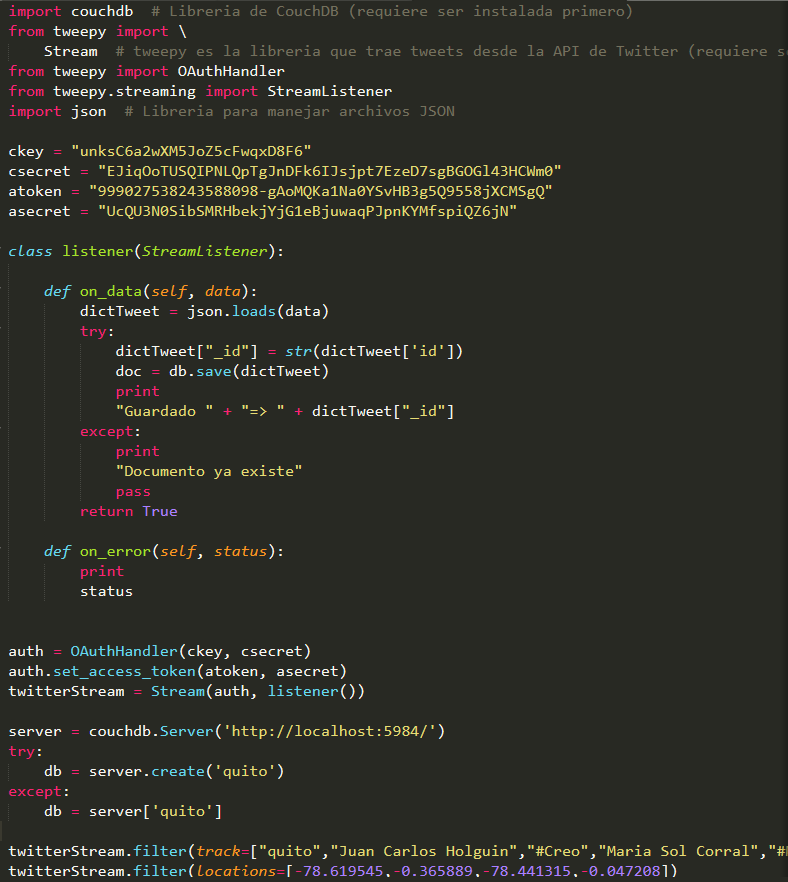 import couchdb  # Libreria de CouchDB (requiere ser instalada primero)
from tweepy import \
    Stream  # tweepy es la libreria que trae tweets desde la API de Twitter (requiere
from tweepy import OAuthHandler
from tweepy.streaming import StreamListener
import json  # Libreria para manejar archivos JSON
ckey = "unksC6a2wXM5JoZ5cFwqxD8F6"
csecret = "EJiqOoTUSQIPNLQpTgJnDFk6IJsjpt7EzeD7sgBGOGl43HCWm0"
atoken = "999027538243588098-gAoMQKa1Na0YSvHB3g5Q9558jXCMSgQ"
asecret = "UcQU3N0SibSMRHbekjYjG1eBjuwaqPJpnKYMfspiQZ6jN"
class listener(StreamListener):
    def on_data(self, data):
        dictTweet = json.loads(data)
        try:
            dictTweet["_id"] = str(dictTweet['id'])
            doc = db.save(dictTweet)
            print
            "Guardado " + "=> " + dictTweet["_id"]
        except:
            print
            "Documento ya existe"
            pass
        return True
    def on_error(self, status):
        print
        status
auth = OAuthHandler(ckey, csecret)
auth.set_access_token(atoken, asecret)
twitterStream = Stream(auth, listener())
server = couchdb.Server('http://localhost:5984/')
try:
    db = server.create('quito')
except:
    db = server['quito']
twitterStream.filter(track=["quito","Juan Carlos Holguin","#Creo","Maria Sol Corral",
twitterStream.filter(locations=[-78.619545,-0.365889,-78.441315,-0.047208])